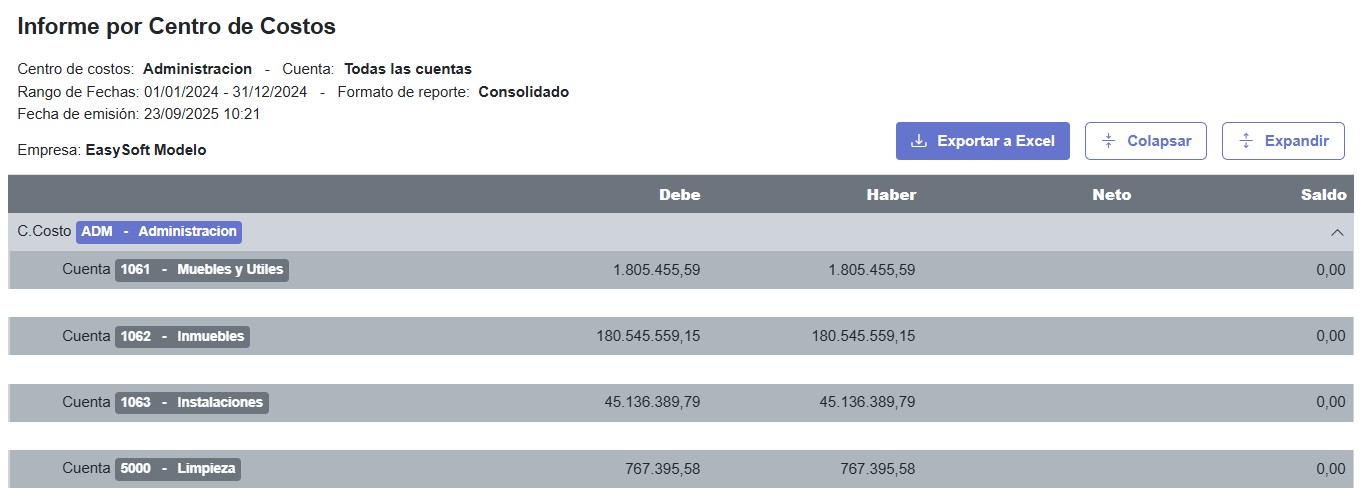 Informe por Centro de Costos
Centro de costos: Administracion - Cuenta: Todas las cuentas
Rango de Fechas: 01/01/2024 - 31/12/2024 - Formato de reporte: Consolidado
Fecha de emisión: 23/09/2025 10:21
Empresa: EasySoft Modelo
Exportar a Excel Colapsar Expandir
Debe Haber Neto Saldo
C.Costo ADM - Administracion
Cuenta 1061 - Muebles y Utiles 1.805.455,59 1.805.455,59 0,00
Cuenta 1062 - Inmuebles 180.545.559,15 180.545.559,15 0,00
Cuenta 1063 - Instalaciones 45.136.389,79 45.136.389,79 0,00
Cuenta 5000 - Limpieza 767.395,58 767.395,58 0,00